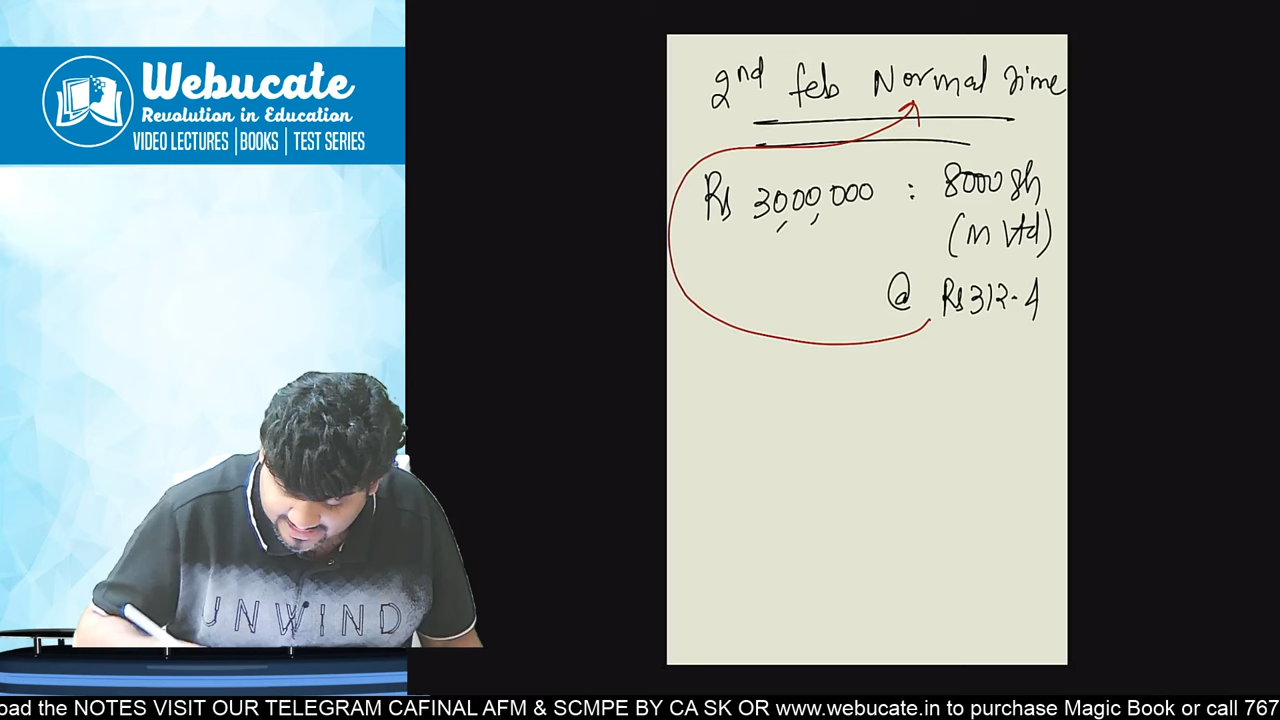 Webucate
Revolution in Education
VIDEO LECTURES | BOOKS | TEST SERIES
2nd Feb Normal Time
Rs 3000,000 : 8000 sh
(M Vtd)
@ Rs 312.4
UNWIND
oad the NOTES VISIT OUR TELEGRAM CAFINAL AFM & SCMPE BY CA SK OR www.webucate.in to purchase Magic Book or call 767